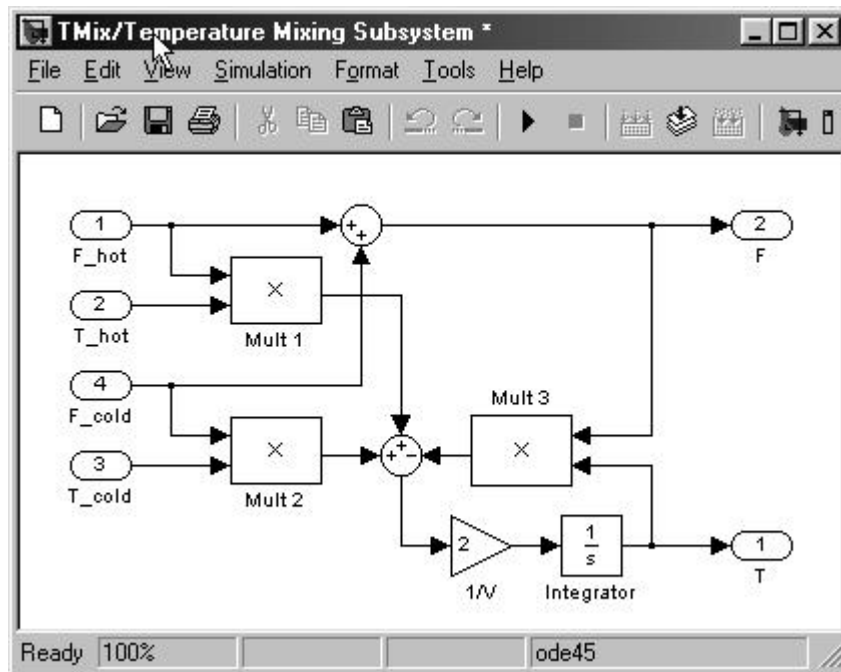 TMix/Temperature Mixing Subsystem *
File Edit View Simulation Format Tools Help
1
F_hot
2
T_hot
4
F_cold
3
T_cold
×
Mult 1
×
Mult 2
++
++−
Mult 3
×
2
1/V
1
s
Integrator
2
F
1
T
Ready 100% ode45